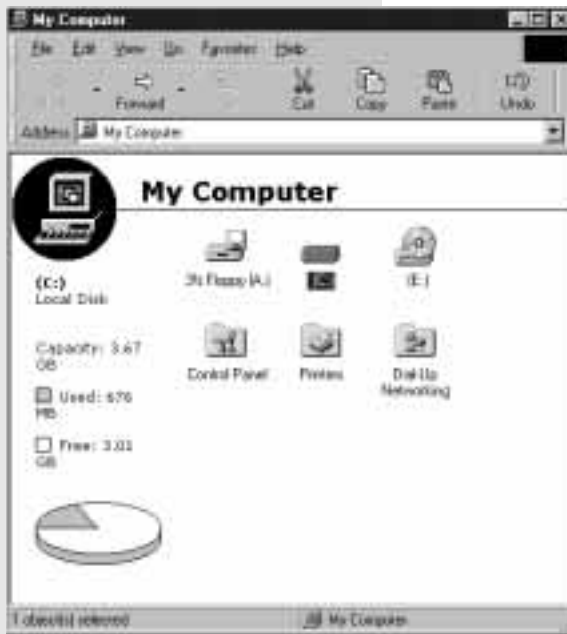 My Computer
File Edit View Go Favorites Help
Forward Cut Copy Paste Undo
Address My Computer
My Computer
3½ Floppy (A:) (E:)
(C:)
Local Disk
Capacity: 3.67
GB
Used: 676
MB
Free: 3.01
GB
Control Panel Printers Dial-Up
Networking
1 object(s) selected My Computer